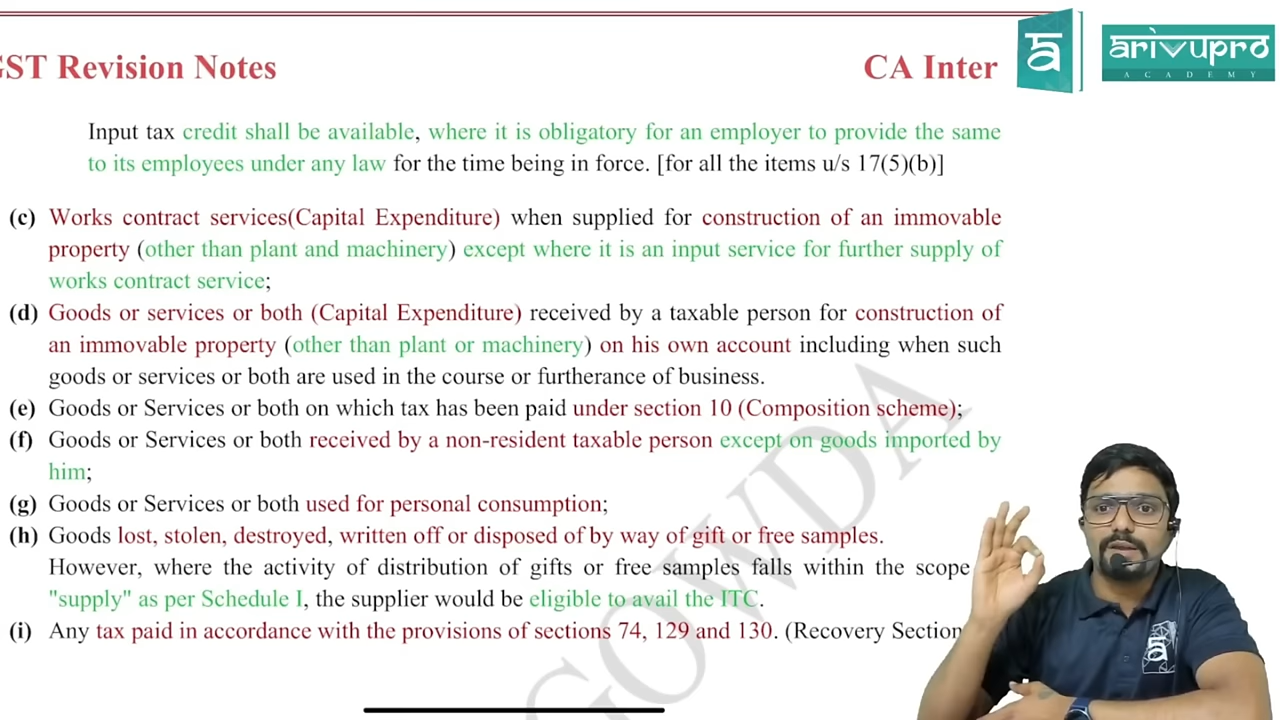 GST Revision Notes
CA Inter
arivupro
ACADEMY
Input tax credit shall be available, where it is obligatory for an employer to provide the same
to its employees under any law for the time being in force. [for all the items u/s 17(5)(b)]
(c) Works contract services(Capital Expenditure) when supplied for construction of an immovable
property (other than plant and machinery) except where it is an input service for further supply of
works contract service;
(d) Goods or services or both (Capital Expenditure) received by a taxable person for construction of
an immovable property (other than plant or machinery) on his own account including when such
goods or services or both are used in the course or furtherance of business.
(e) Goods or Services or both on which tax has been paid under section 10 (Composition scheme);
(f) Goods or Services or both received by a non-resident taxable person except on goods imported by
him;
(g) Goods or Services or both used for personal consumption;
(h) Goods lost, stolen, destroyed, written off or disposed of by way of gift or free samples.
However, where the activity of distribution of gifts or free samples falls within the scope
"supply" as per Schedule I, the supplier would be eligible to avail the ITC.
(i) Any tax paid in accordance with the provisions of sections 74, 129 and 130. (Recovery Section
GOWDA